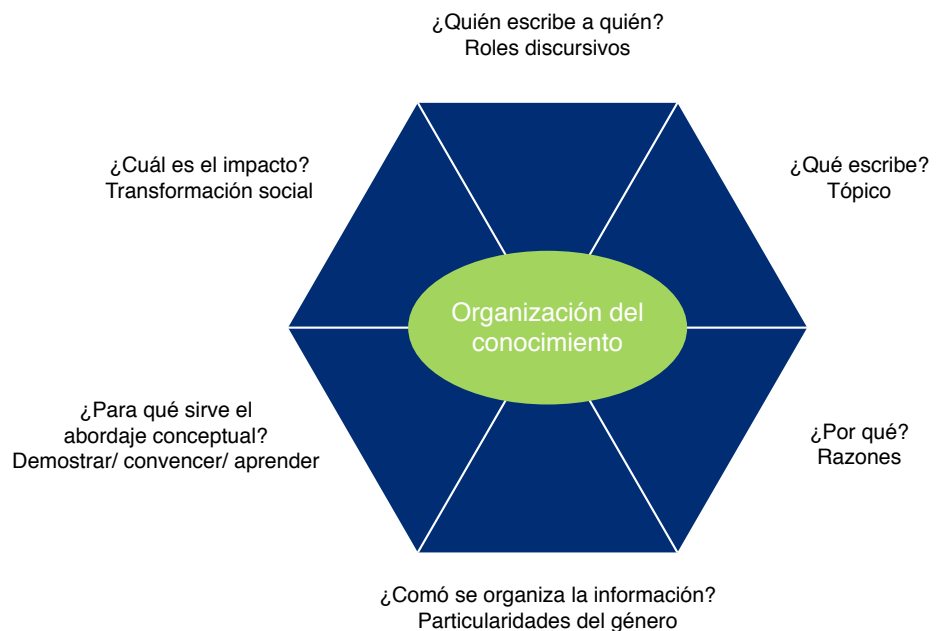 ¿Quién escribe a quién?
Roles discursivos
¿Cuál es el impacto?
Transformación social
¿Qué escribe?
Tópico
Organización del
conocimiento
¿Para qué sirve el
abordaje conceptual?
Demostrar/ convencer/ aprender
¿Por qué?
Razones
¿Comó se organiza la información?
Particularidades del género